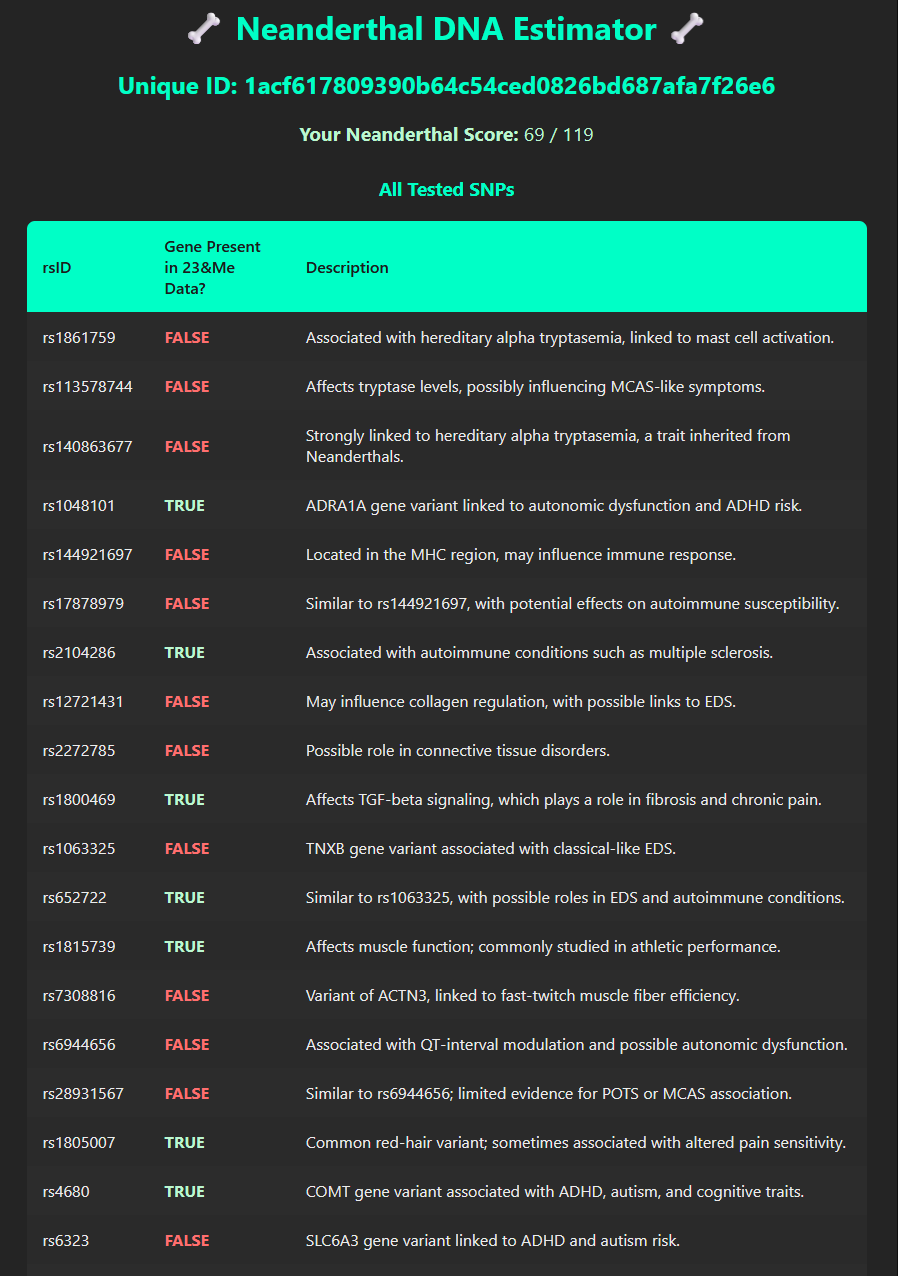 Neanderthal DNA Estimator
Unique ID: 1acf617809390b64c54ced0826bd687afa7f26e6
Your Neanderthal Score: 69 / 119
All Tested SNPs
rsID
Gene Present
in 23&Me
Data?
Description
rs1861759 FALSE Associated with hereditary alpha tryptasemia, linked to mast cell activation.
rs113578744 FALSE Affects tryptase levels, possibly influencing MCAS-like symptoms.
rs140863677 FALSE Strongly linked to hereditary alpha tryptasemia, a trait inherited from
Neanderthals.
rs1048101 TRUE ADRA1A gene variant linked to autonomic dysfunction and ADHD risk.
rs144921697 FALSE Located in the MHC region, may influence immune response.
rs17878979 FALSE Similar to rs144921697, with potential effects on autoimmune susceptibility.
rs2104286 TRUE Associated with autoimmune conditions such as multiple sclerosis.
rs12721431 FALSE May influence collagen regulation, with possible links to EDS.
rs2272785 FALSE Possible role in connective tissue disorders.
rs1800469 TRUE Affects TGF-beta signaling, which plays a role in fibrosis and chronic pain.
rs1063325 FALSE TNXB gene variant associated with classical-like EDS.
rs652722 TRUE Similar to rs1063325, with possible roles in EDS and autoimmune conditions.
rs1815739 TRUE Affects muscle function; commonly studied in athletic performance.
rs7308816 FALSE Variant of ACTN3, linked to fast-twitch muscle fiber efficiency.
rs6944656 FALSE Associated with QT-interval modulation and possible autonomic dysfunction.
rs28931567 FALSE Similar to rs6944656; limited evidence for POTS or MCAS association.
rs1805007 TRUE Common red-hair variant; sometimes associated with altered pain sensitivity.
rs4680 TRUE COMT gene variant associated with ADHD, autism, and cognitive traits.
rs6323 FALSE SLC6A3 gene variant linked to ADHD and autism risk.